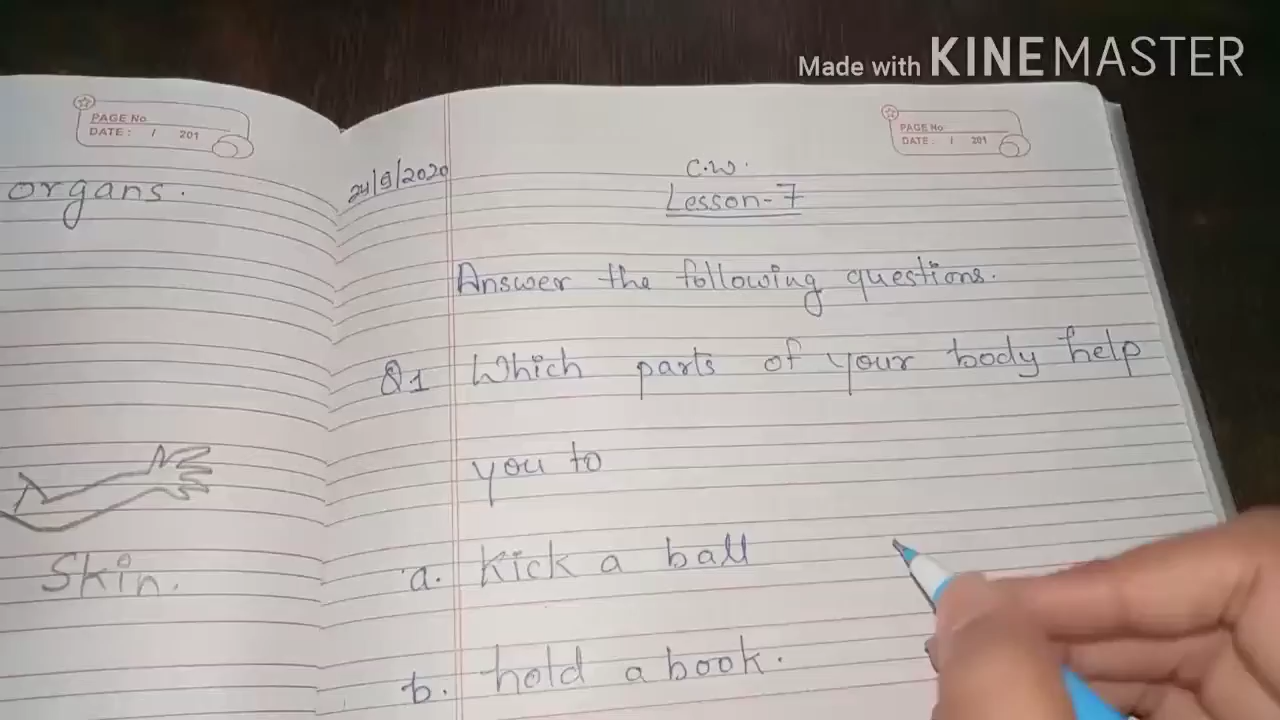 Made with KINEMASTER
PAGE No
DATE : / 201
organs.
Skin.
PAGE No
DATE : / 201
24/9/2020
C.W.
Lesson-7
Answer the following questions.
Q1 Which parts of your body help
you to
a. Kick a ball
b. hold a book.